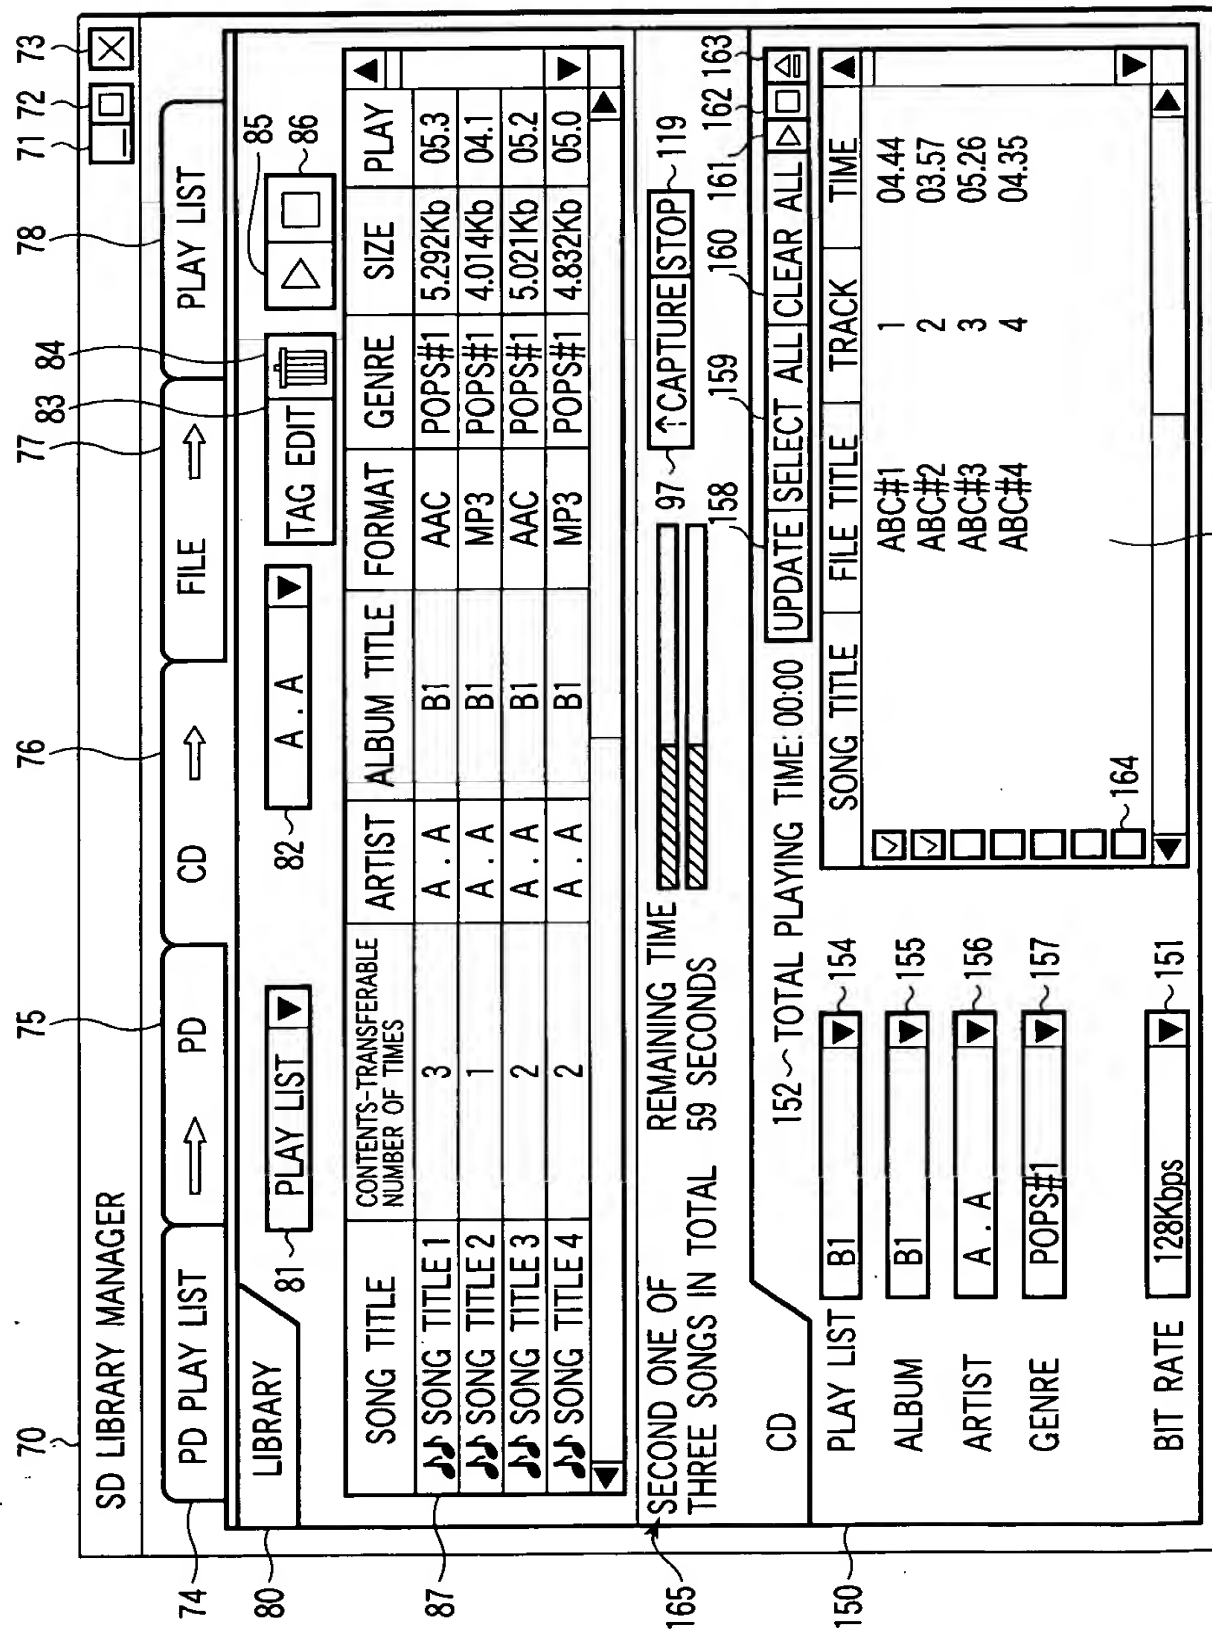 70
71 72 73
SD LIBRARY MANAGER
74 75 76 77 78
PD PLAY LIST PD CD FILE PLAY LIST
80 LIBRARY
81 PLAY LIST 82 A . A 83 TAG EDIT 84 85 86
SONG TITLE CONTENTS-TRANSFERABLE NUMBER OF TIMES ARTIST ALBUM TITLE FORMAT GENRE SIZE PLAY
SONG TITLE 1 3 A . A B1 AAC POPS#1 5.292Kb 05.3
SONG TITLE 2 1 A . A B1 MP3 POPS#1 4.014Kb 04.1
SONG TITLE 3 2 A . A B1 AAC POPS#1 5.021Kb 05.2
SONG TITLE 4 2 A . A B1 MP3 POPS#1 4.832Kb 05.0
87
165
SECOND ONE OF REMAINING TIME 97 ↑CAPTURE STOP 119
THREE SONGS IN TOTAL 59 SECONDS
158 159 160 161 162 163
CD 152 TOTAL PLAYING TIME: 00:00 UPDATE SELECT ALL CLEAR ALL
150
PLAY LIST B1 154
ALBUM B1 155
ARTIST A . A 156
GENRE POPS#1 157
BIT RATE 128Kbps 151
SONG TITLE FILE TITLE TRACK TIME
ABC#1 1 04.44
ABC#2 2 03.57
ABC#3 3 05.26
ABC#4 4 04.35
164